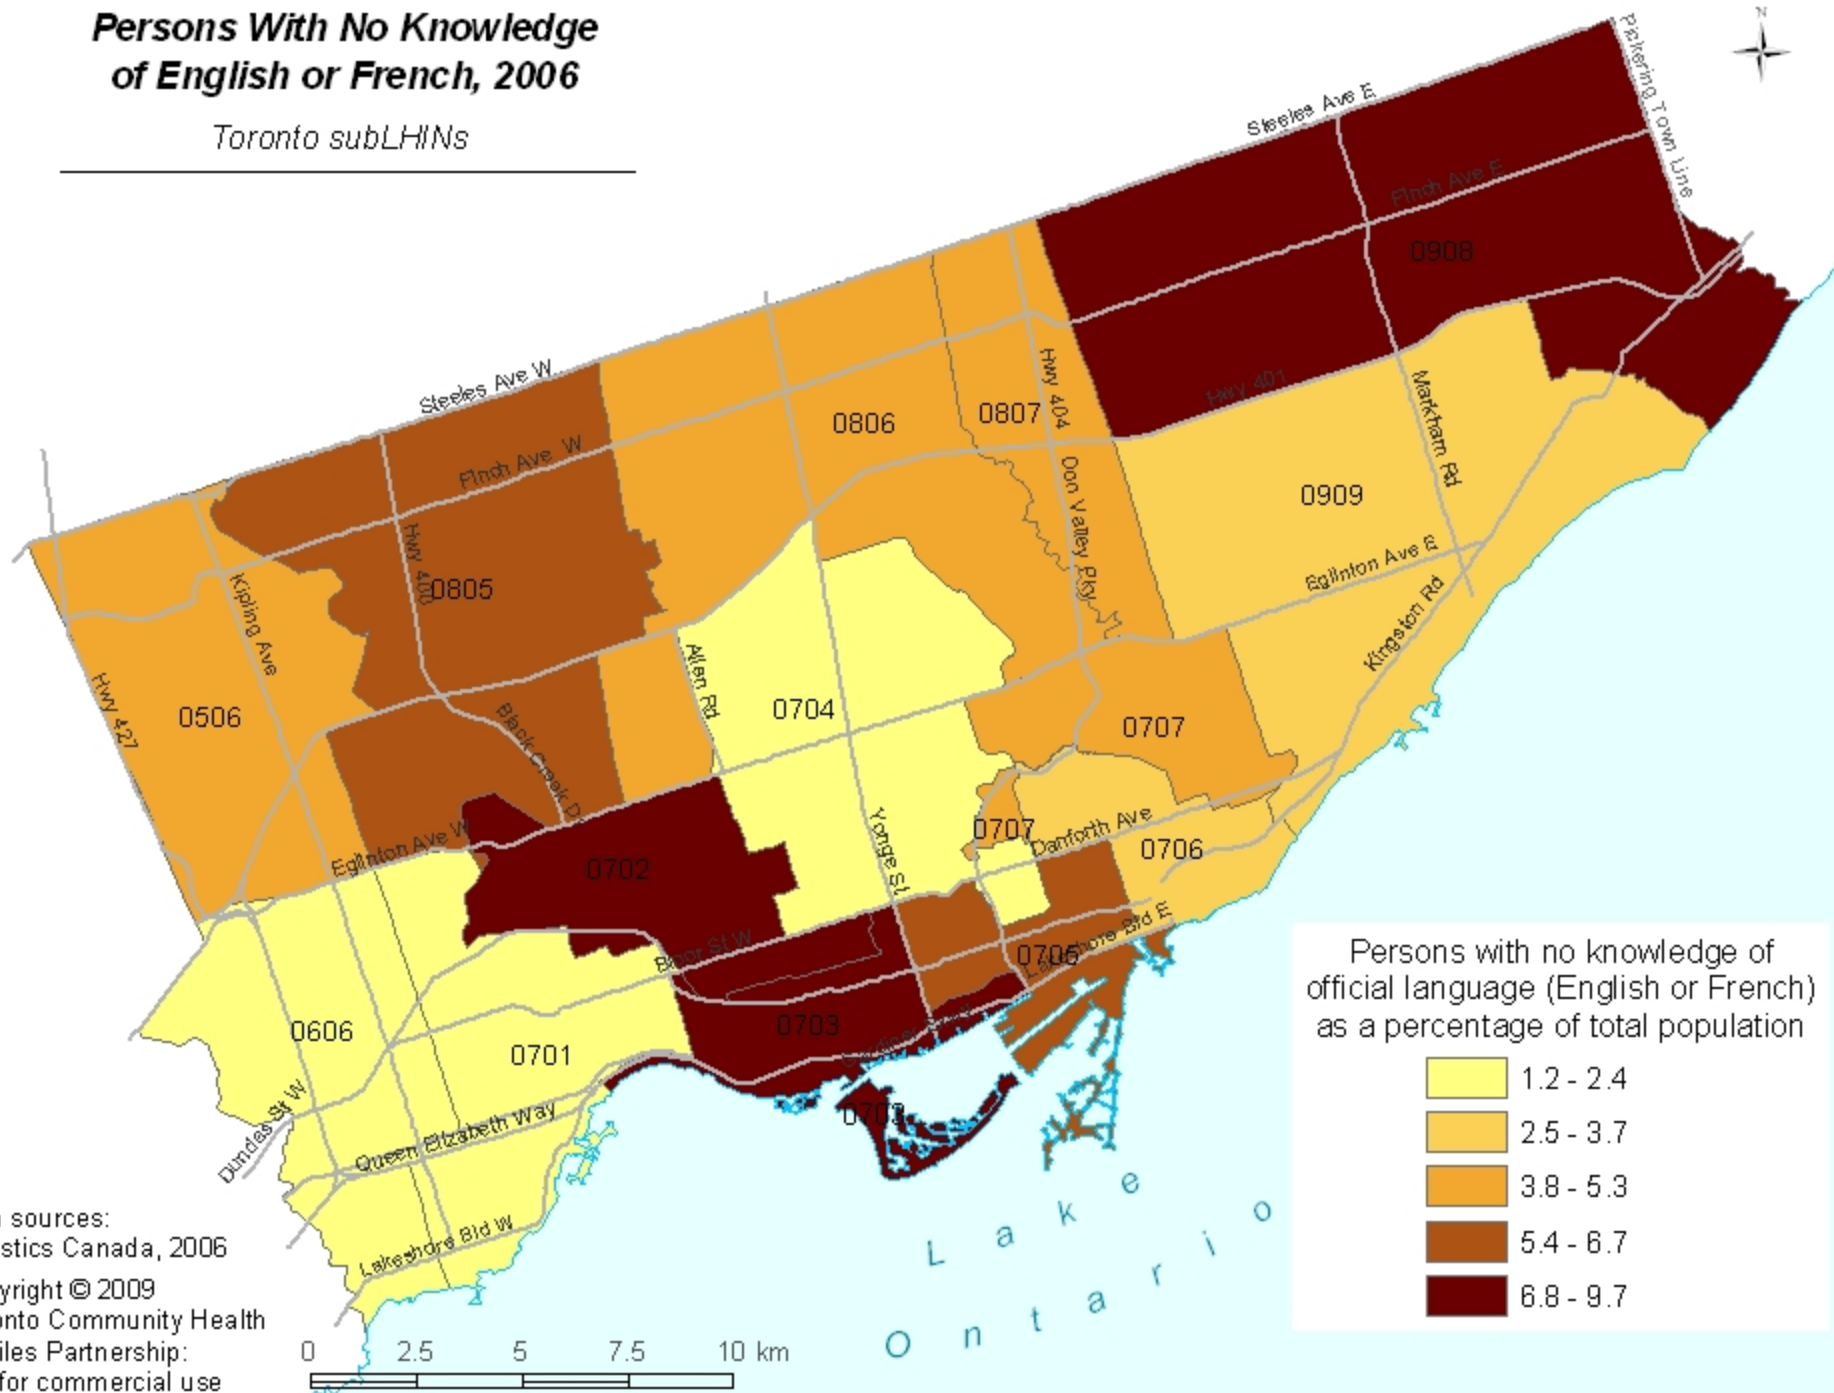 Persons With No Knowledge
of English or French, 2006
Toronto subLHINs
N
Pickering Town Line
Steeles Ave E
Finch Ave E
0908
Hwy 401
Markham Rd
Steeles Ave W
Finch Ave W
Hwy 404
0806
0807
Don Valley Pky
0909
Eglinton Ave E
Kingston Rd
Hwy 400
0805
Kipling Ave
Hwy 427
0506
Black Creek Dr
Allen Rd
0704
0707
Yonge St
0707
Danforth Ave
0706
Eglinton Ave W
0702
Bloor St W
0705
Lakeshore Bld E
0703
0703
0606
0701
Dundas St W
Queen Elizabeth Way
Lakeshore Bld W
Lake
Ontario
Persons with no knowledge of
official language (English or French)
as a percentage of total population
1.2 - 2.4
2.5 - 3.7
3.8 - 5.3
5.4 - 6.7
6.8 - 9.7
sources:
stics Canada, 2006
yright © 2009
onto Community Health
iles Partnership:
for commercial use
0 2.5 5 7.5 10 km